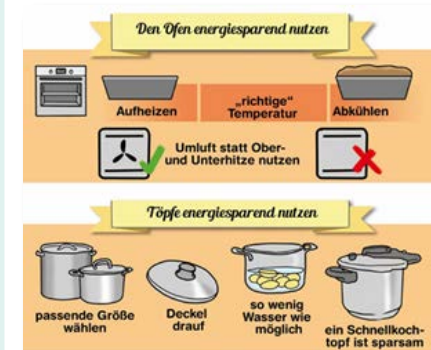 Den Ofen energiesparend nutzen
Aufheizen
„richtige“
Temperatur
Abkühlen
Umluft statt Ober-
und Unterhitze nutzen
Töpfe energiesparend nutzen
passende Größe
wählen
Deckel
drauf
so wenig
Wasser wie
möglich
ein Schnellkoch-
topf ist sparsam